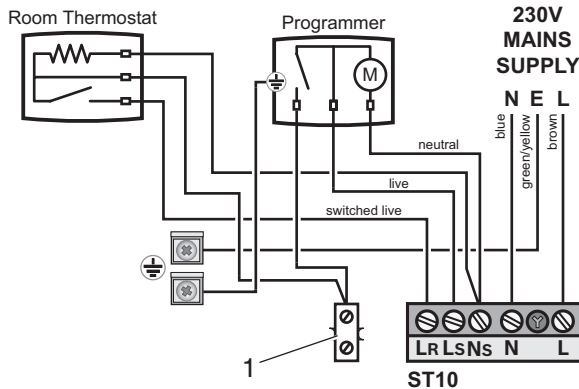 Room Thermostat
Programmer
230V
MAINS
SUPPLY
N E L
M
blue
green/yellow
brown
neutral
live
switched live
1
LR LS NS N L
ST10